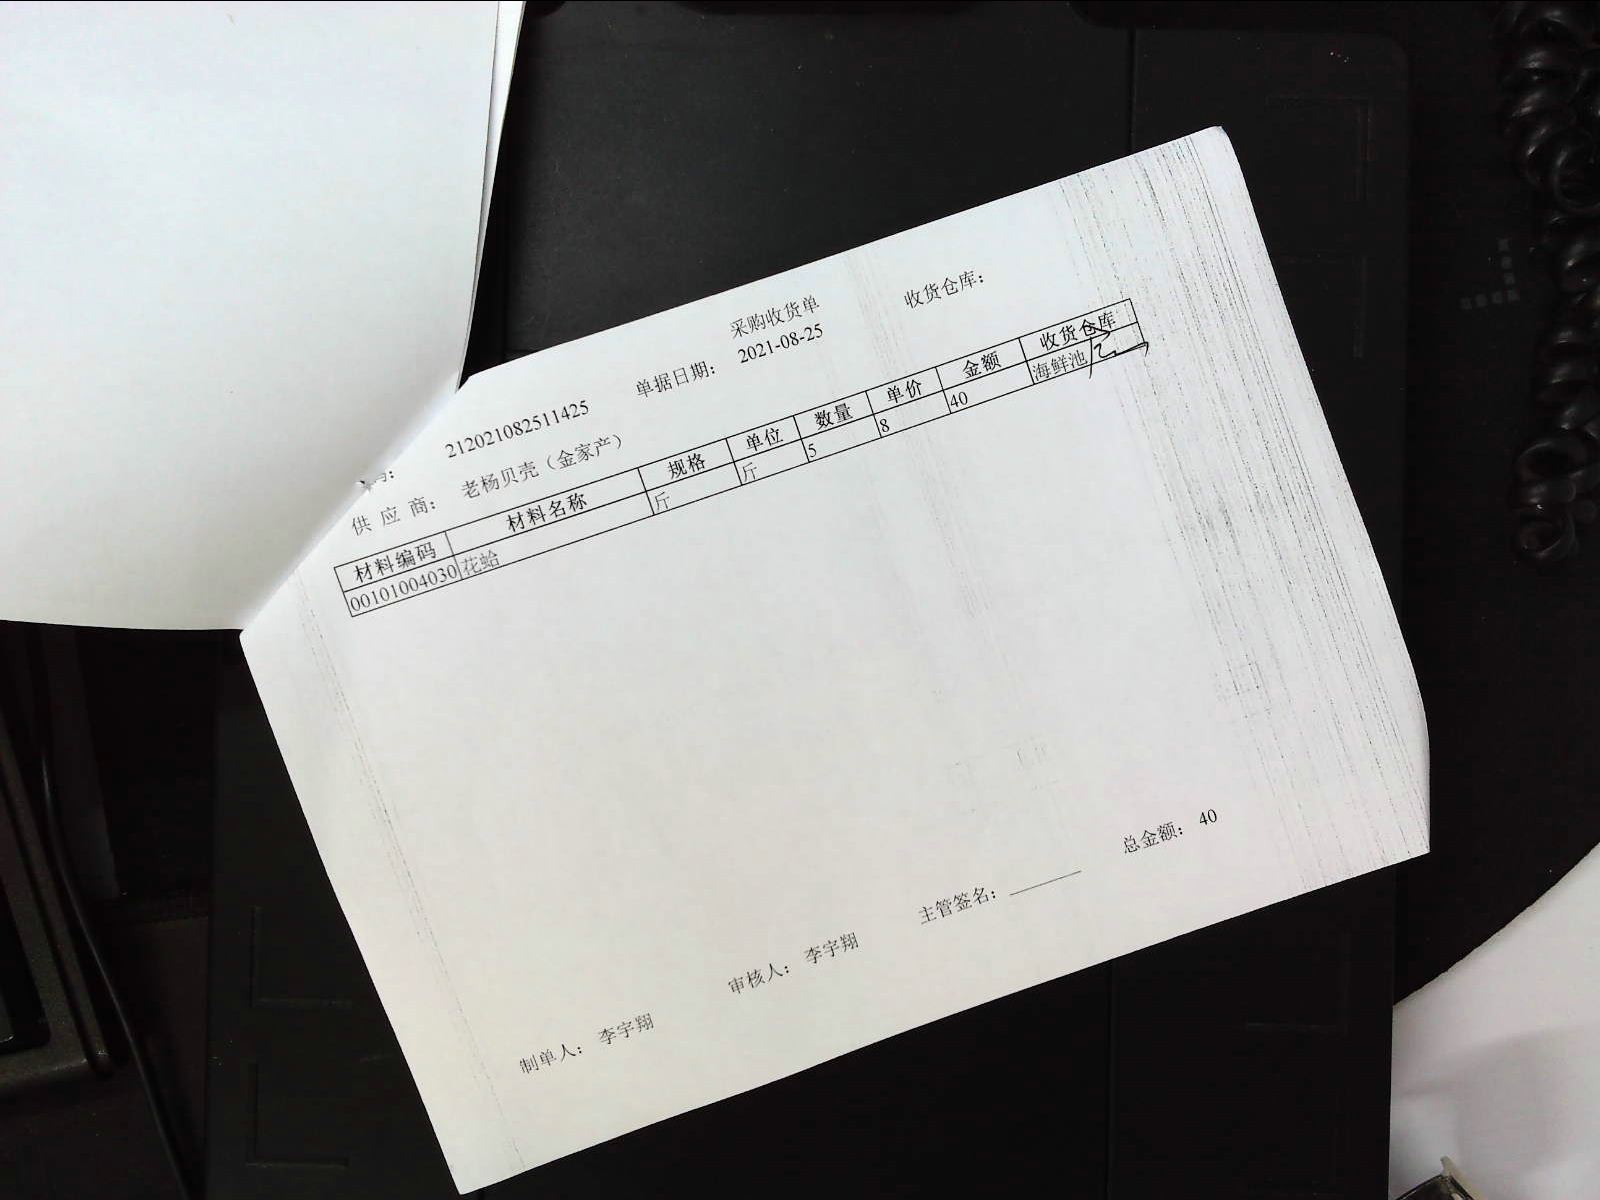 采购收货单
收货仓库：
212021082511425 单据日期： 2021-08-25
供 应 商： 老杨贝壳（金家产）
材料编码 材料名称 规格 单位 数量 单价 金额 收货仓库
00101004030 花蛤 斤 斤 5 8 40 海鲜池
总金额： 40
制单人： 李宇翔 审核人： 李宇翔 主管签名：